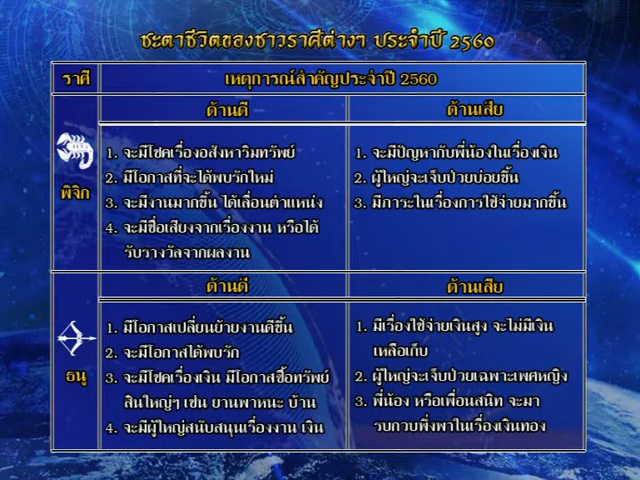 ชะตาชีวิตของชาวราศีต่างๆ ประจำปี 2560
ราศี
เหตุการณ์สำคัญประจำปี 2560
ด้านดี
ด้านเสีย
พิจิก
1. จะมีโชคเรื่องอสังหาริมทรัพย์
2. มีโอกาสที่จะได้พบรักใหม่
3. จะมีงานมากขึ้น ได้เลื่อนตำแหน่ง
4. จะมีชื่อเสียงจากเรื่องงาน หรือได้
รับรางวัลจากผลงาน
1. จะมีปัญหากับพี่น้องในเรื่องเงิน
2. ผู้ใหญ่จะเจ็บป่วยบ่อยขึ้น
3. มีภาระในเรื่องการใช้จ่ายมากขึ้น
ด้านดี
ด้านเสีย
ธนู
1. มีโอกาสเปลี่ยนย้ายงานดีขึ้น
2. จะมีโอกาสได้พบรัก
3. จะมีโชคเรื่องเงิน มีโอกาสซื้อทรัพย์
สินใหญ่ๆ เช่น ยานพาหนะ บ้าน
4. จะมีผู้ใหญ่สนับสนุนเรื่องงาน เงิน
1. มีเรื่องใช้จ่ายเงินสูง จะไม่มีเงิน
เหลือเก็บ
2. ผู้ใหญ่จะเจ็บป่วยเฉพาะเพศหญิง
3. พี่น้อง หรือเพื่อนสนิท จะมา
รบกวนพึ่งพาในเรื่องเงินทอง